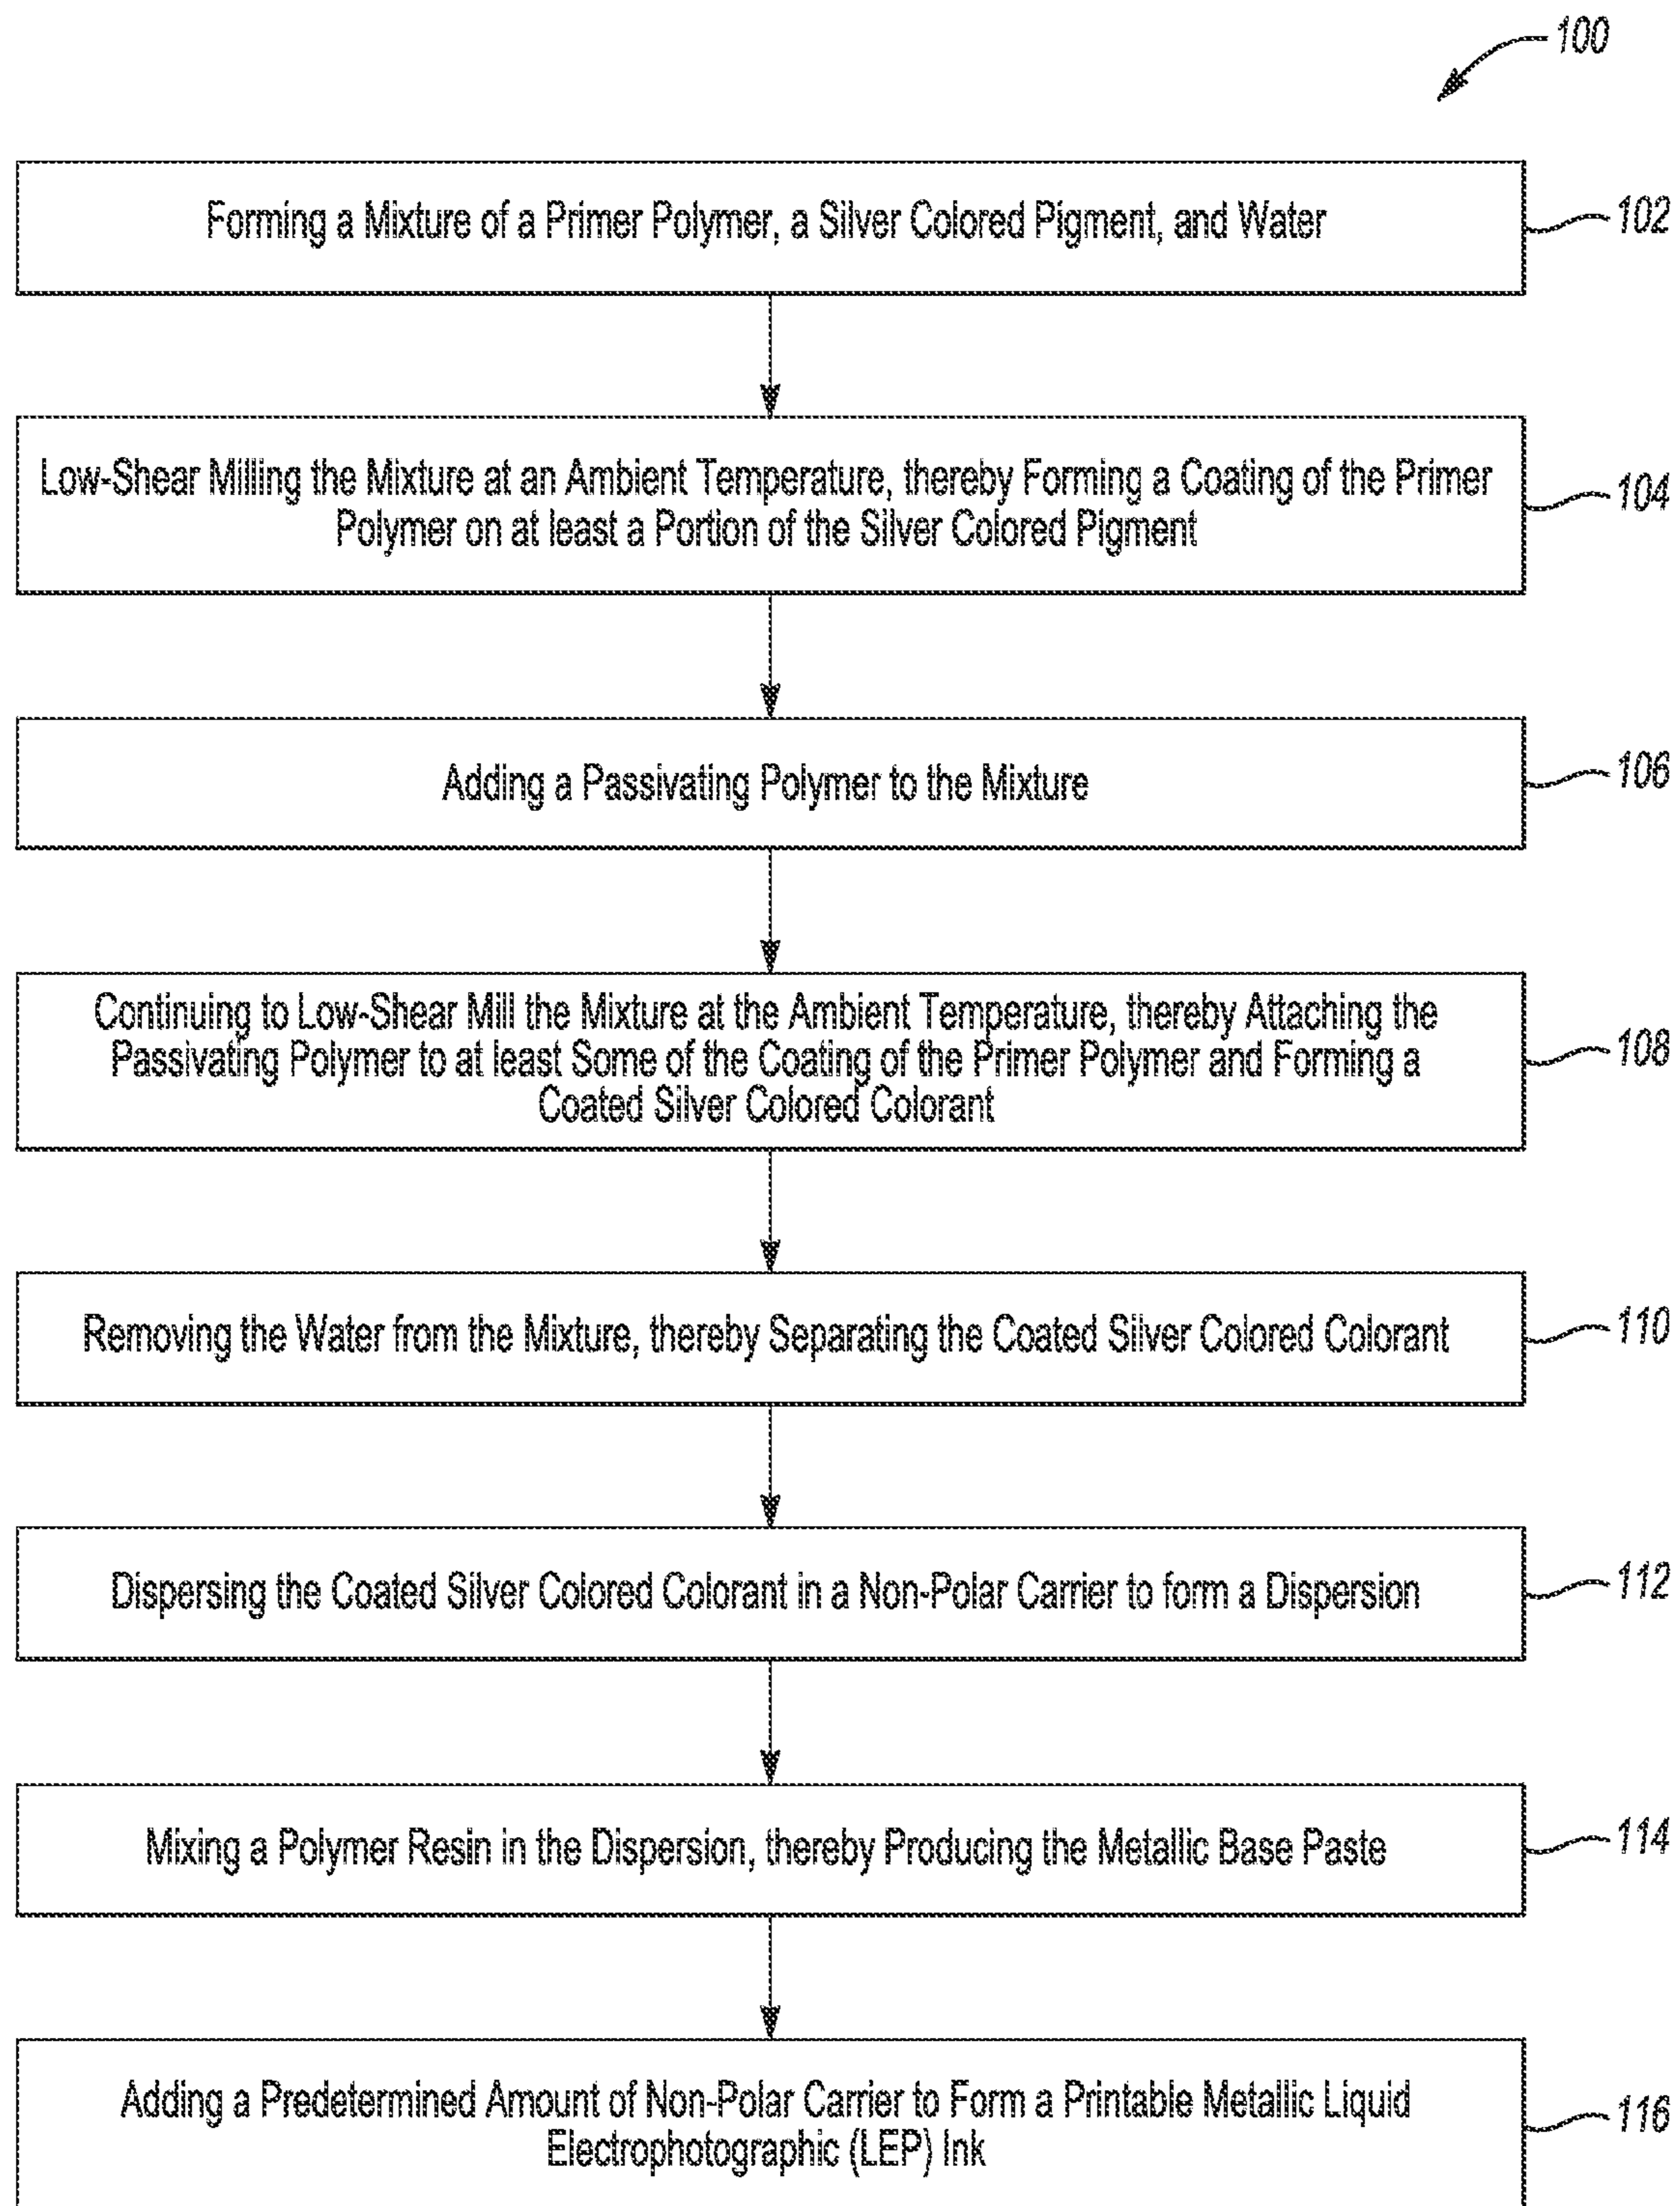 100
Forming a Mixture of a Primer Polymer, a Silver Colored Pigment, and Water
102
Low-Shear Milling the Mixture at an Ambient Temperature, thereby Forming a Coating of the Primer
Polymer on at least a Portion of the Silver Colored Pigment
104
Adding a Passivating Polymer to the Mixture
106
Continuing to Low-Shear Mill the Mixture at the Ambient Temperature, thereby Attaching the
Passivating Polymer to at least Some of the Coating of the Primer Polymer and Forming a
Coated Silver Colored Colorant
108
Removing the Water from the Mixture, thereby Separating the Coated Silver Colored Colorant
110
Dispersing the Coated Silver Colored Colorant in a Non-Polar Carrier to form a Dispersion
112
Mixing a Polymer Resin in the Dispersion, thereby Producing the Metallic Base Paste
114
Adding a Predetermined Amount of Non-Polar Carrier to Form a Printable Metallic Liquid
Electrophotographic (LEP) Ink
116